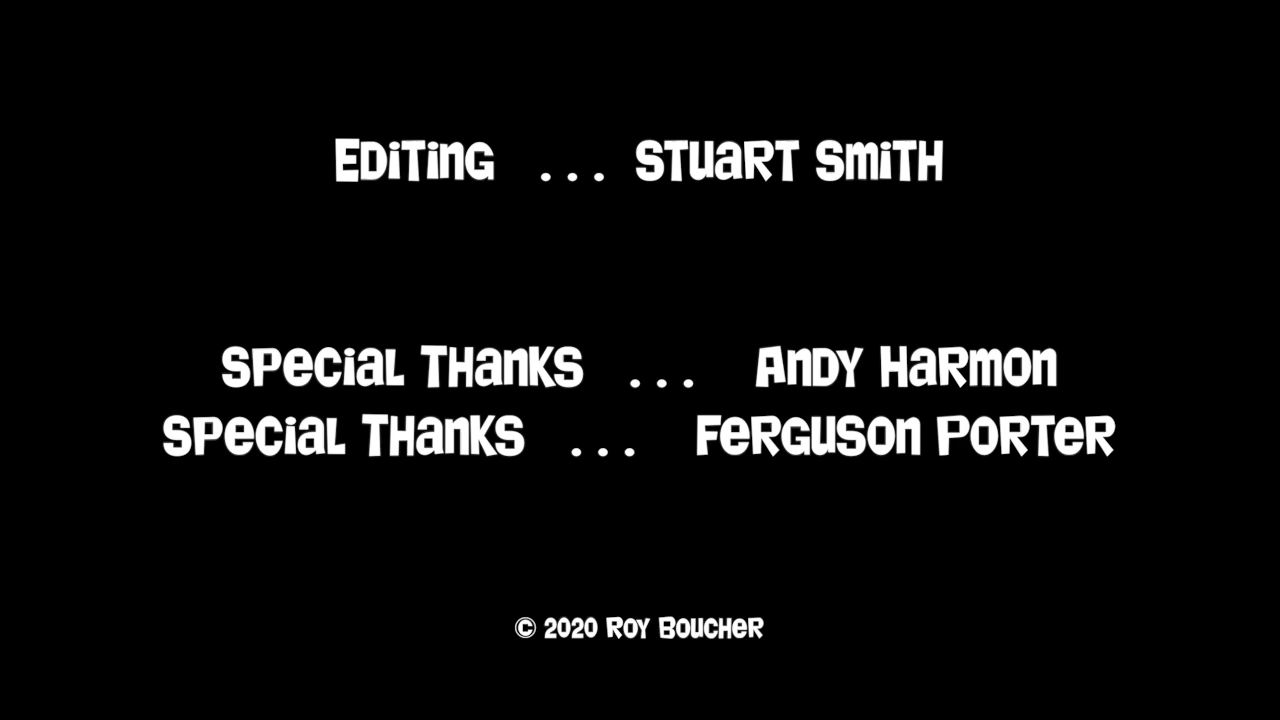 Editing ... Stuart Smith
Special Thanks ... Andy Harmon
Special Thanks ... Ferguson Porter
© 2020 Roy Boucher